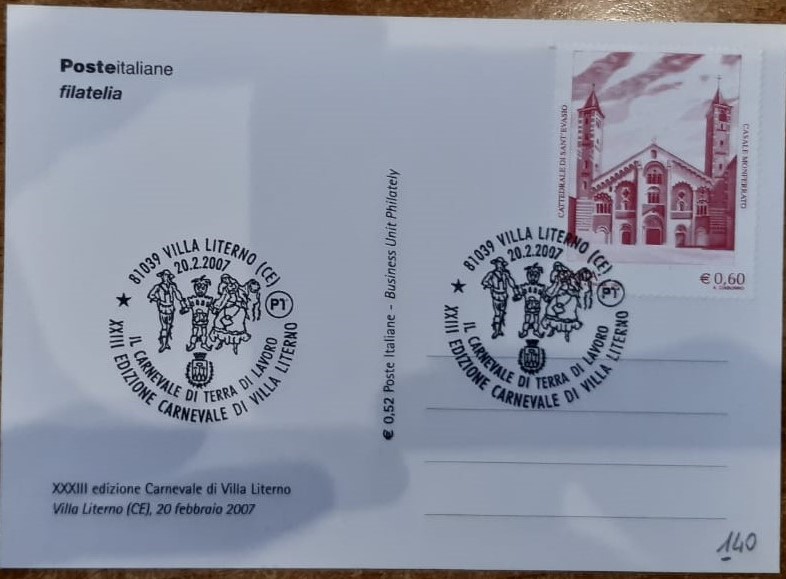 Posteitaliane
filatelia
CATTEDRALE DI SANT'EVASIO
CASALE MONFERRATO
€ 0,60
81039 VILLA LITERNO (CE)
20.2.2007
PT
IL CARNEVALE DI TERRA DI LAVORO
XXIII EDIZIONE CARNEVALE DI VILLA LITERNO
€ 0,52 Poste Italiane - Business Unit Philately
81039 VILLA LITERNO (CE)
20.2.2007
PT
IL CARNEVALE DI TERRA DI LAVORO
XXIII EDIZIONE CARNEVALE DI VILLA LITERNO
XXXIII edizione Carnevale di Villa Literno
Villa Literno (CE), 20 febbraio 2007
140